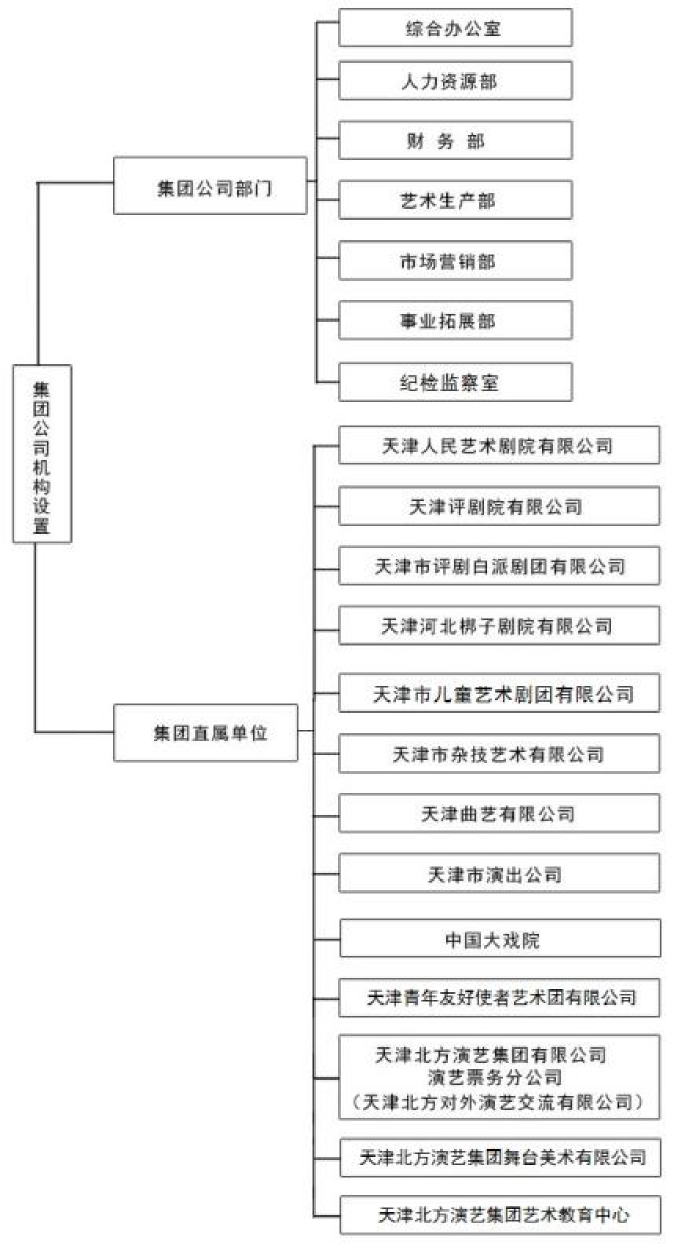 综合办公室
人力资源部
财 务 部
集团公司部门
艺术生产部
市场营销部
事业拓展部
纪检监察室
集团公司机构设置
天津人民艺术剧院有限公司
天津评剧院有限公司
天津市评剧白派剧团有限公司
天津河北梆子剧院有限公司
天津市儿童艺术剧团有限公司
集团直属单位
天津市杂技艺术有限公司
天津曲艺有限公司
天津市演出公司
中国大戏院
天津青年友好使者艺术团有限公司
天津北方演艺集团有限公司
演艺票务分公司
（天津北方对外演艺交流有限公司）
天津北方演艺集团舞台美术有限公司
天津北方演艺集团艺术教育中心